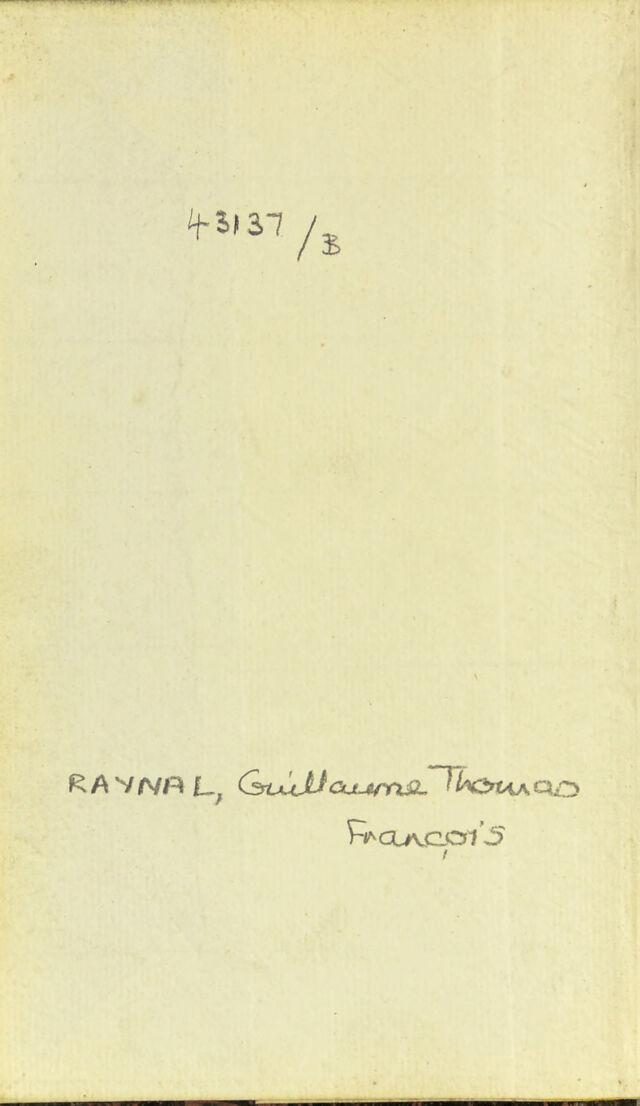 43137/B
RAYNAL, Guillaume Thomas
François